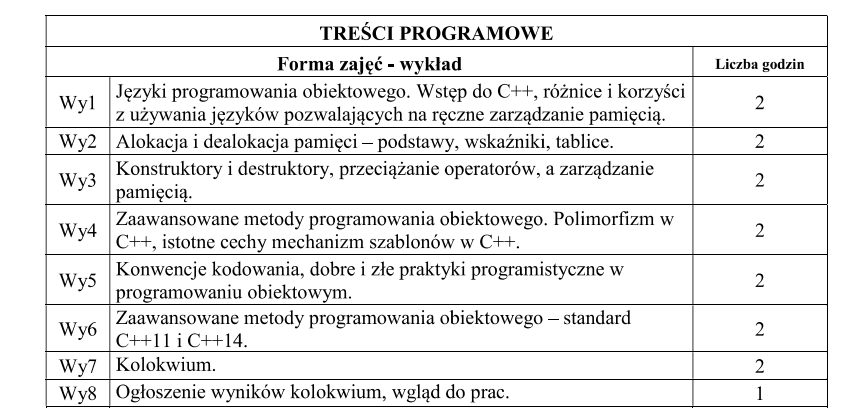 TREŚCI PROGRAMOWE
Forma zajęć - wykład Liczba godzin
Wy1 Języki programowania obiektowego. Wstęp do C++, różnice i korzyści
z używania języków pozwalających na ręczne zarządzanie pamięcią. 2
Wy2 Alokacja i dealokacja pamięci – podstawy, wskaźniki, tablice. 2
Wy3 Konstruktory i destruktory, przeciążanie operatorów, a zarządzanie
pamięcią. 2
Wy4 Zaawansowane metody programowania obiektowego. Polimorfizm w
C++, istotne cechy mechanizm szablonów w C++. 2
Wy5 Konwencje kodowania, dobre i złe praktyki programistyczne w
programowaniu obiektowym. 2
Wy6 Zaawansowane metody programowania obiektowego – standard
C++11 i C++14. 2
Wy7 Kolokwium. 2
Wy8 Ogłoszenie wyników kolokwium, wgląd do prac. 1